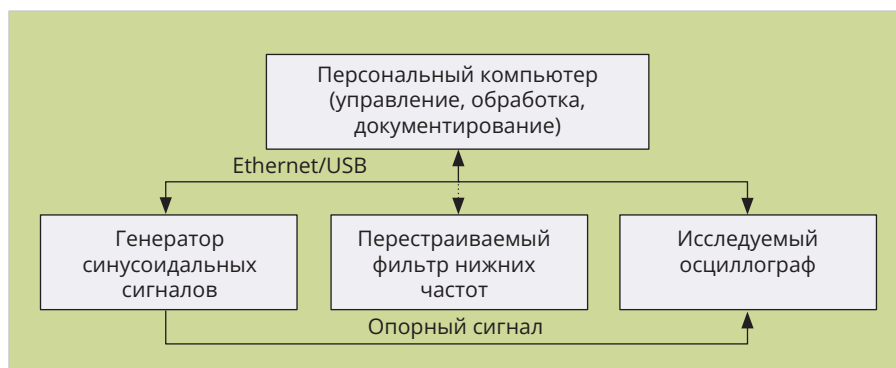 Персональный компьютер
(управление, обработка,
документирование)
Ethernet/USB
Генератор
синусоидальных
сигналов
Перестраиваемый
фильтр нижних
частот
Исследуемый
осциллограф
Опорный сигнал